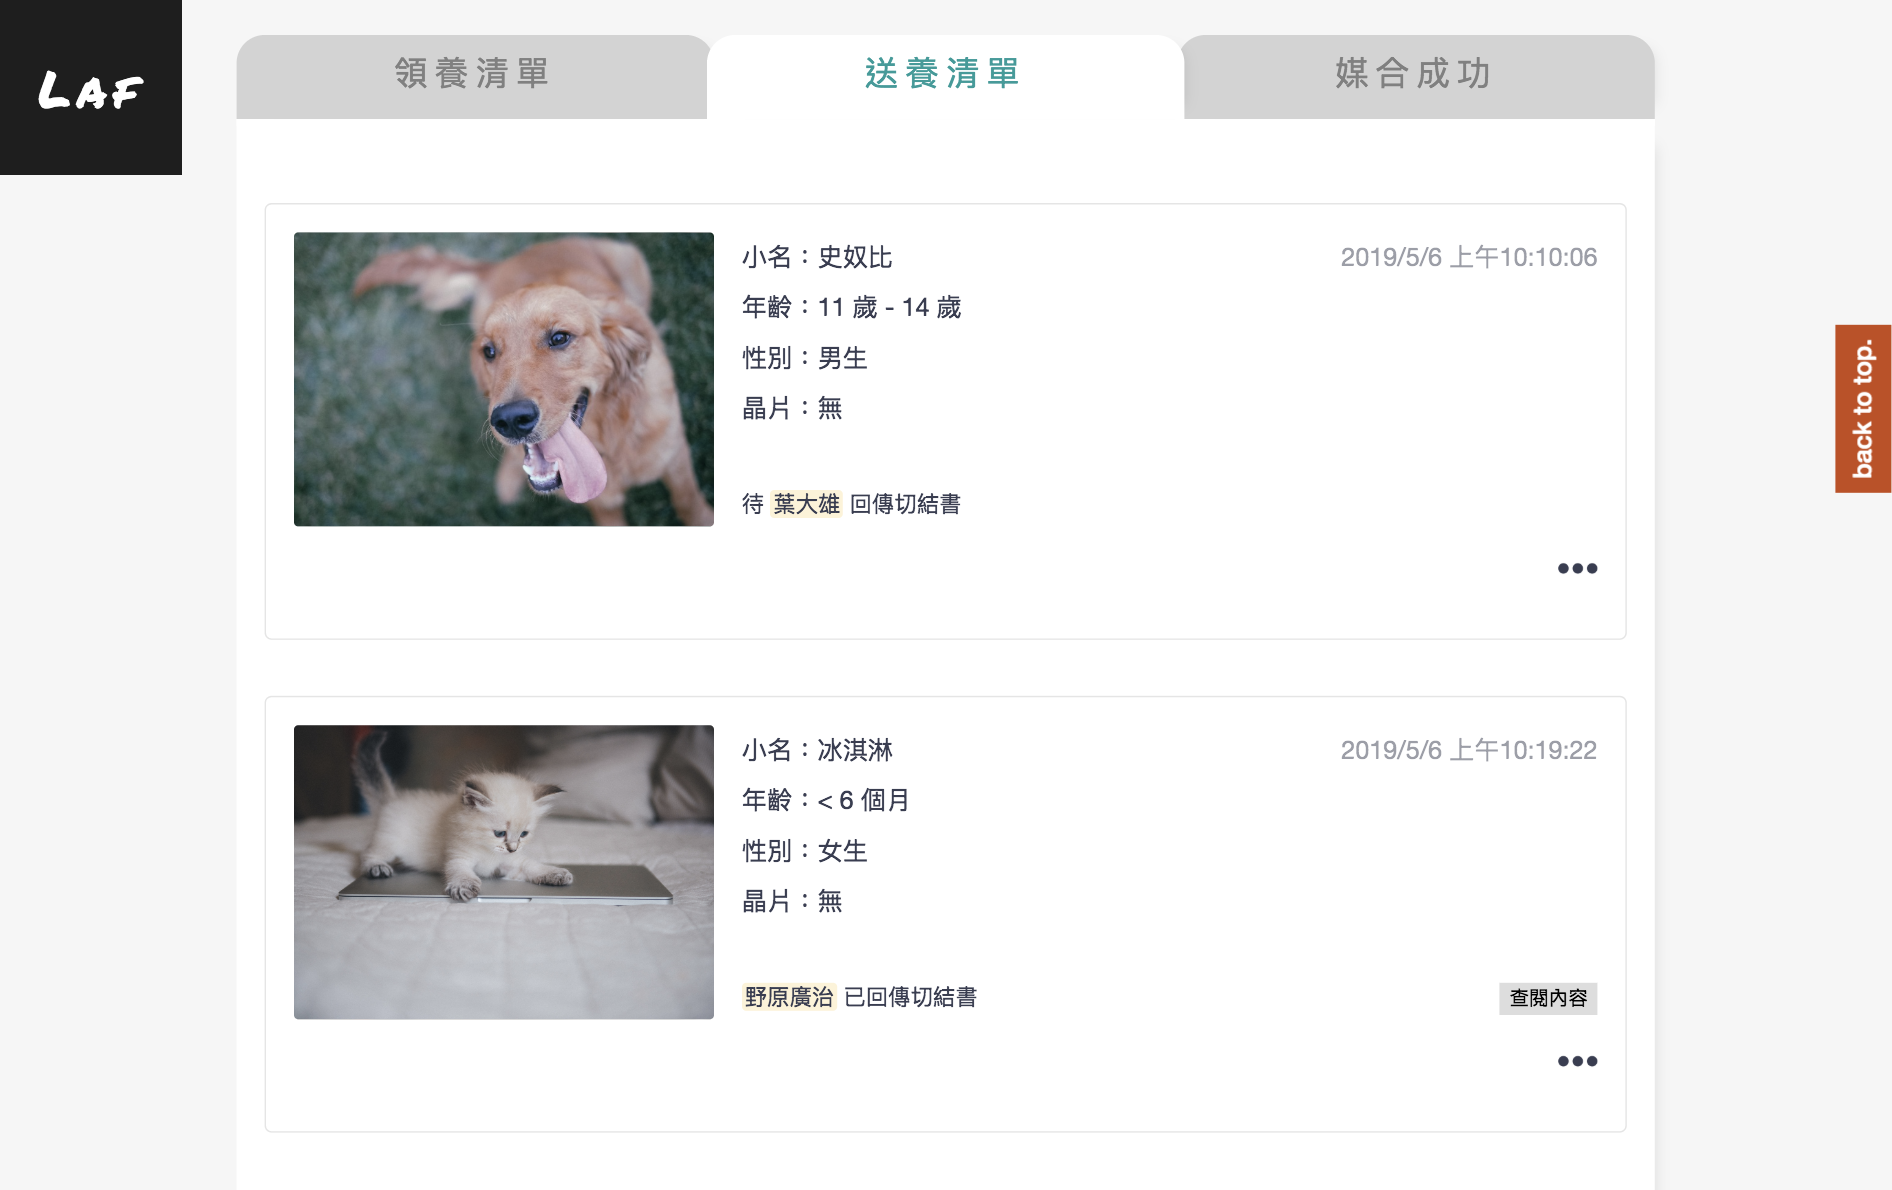 LAF
領養清單
送養清單
媒合成功
小名：史奴比
2019/5/6 上午10:10:06
年齡：11 歲 - 14 歲
性別：男生
晶片：無
待 葉大雄 回傳切結書
back to top.
小名：冰淇淋
2019/5/6 上午10:19:22
年齡：< 6 個月
性別：女生
晶片：無
野原廣治 已回傳切結書
查閱內容